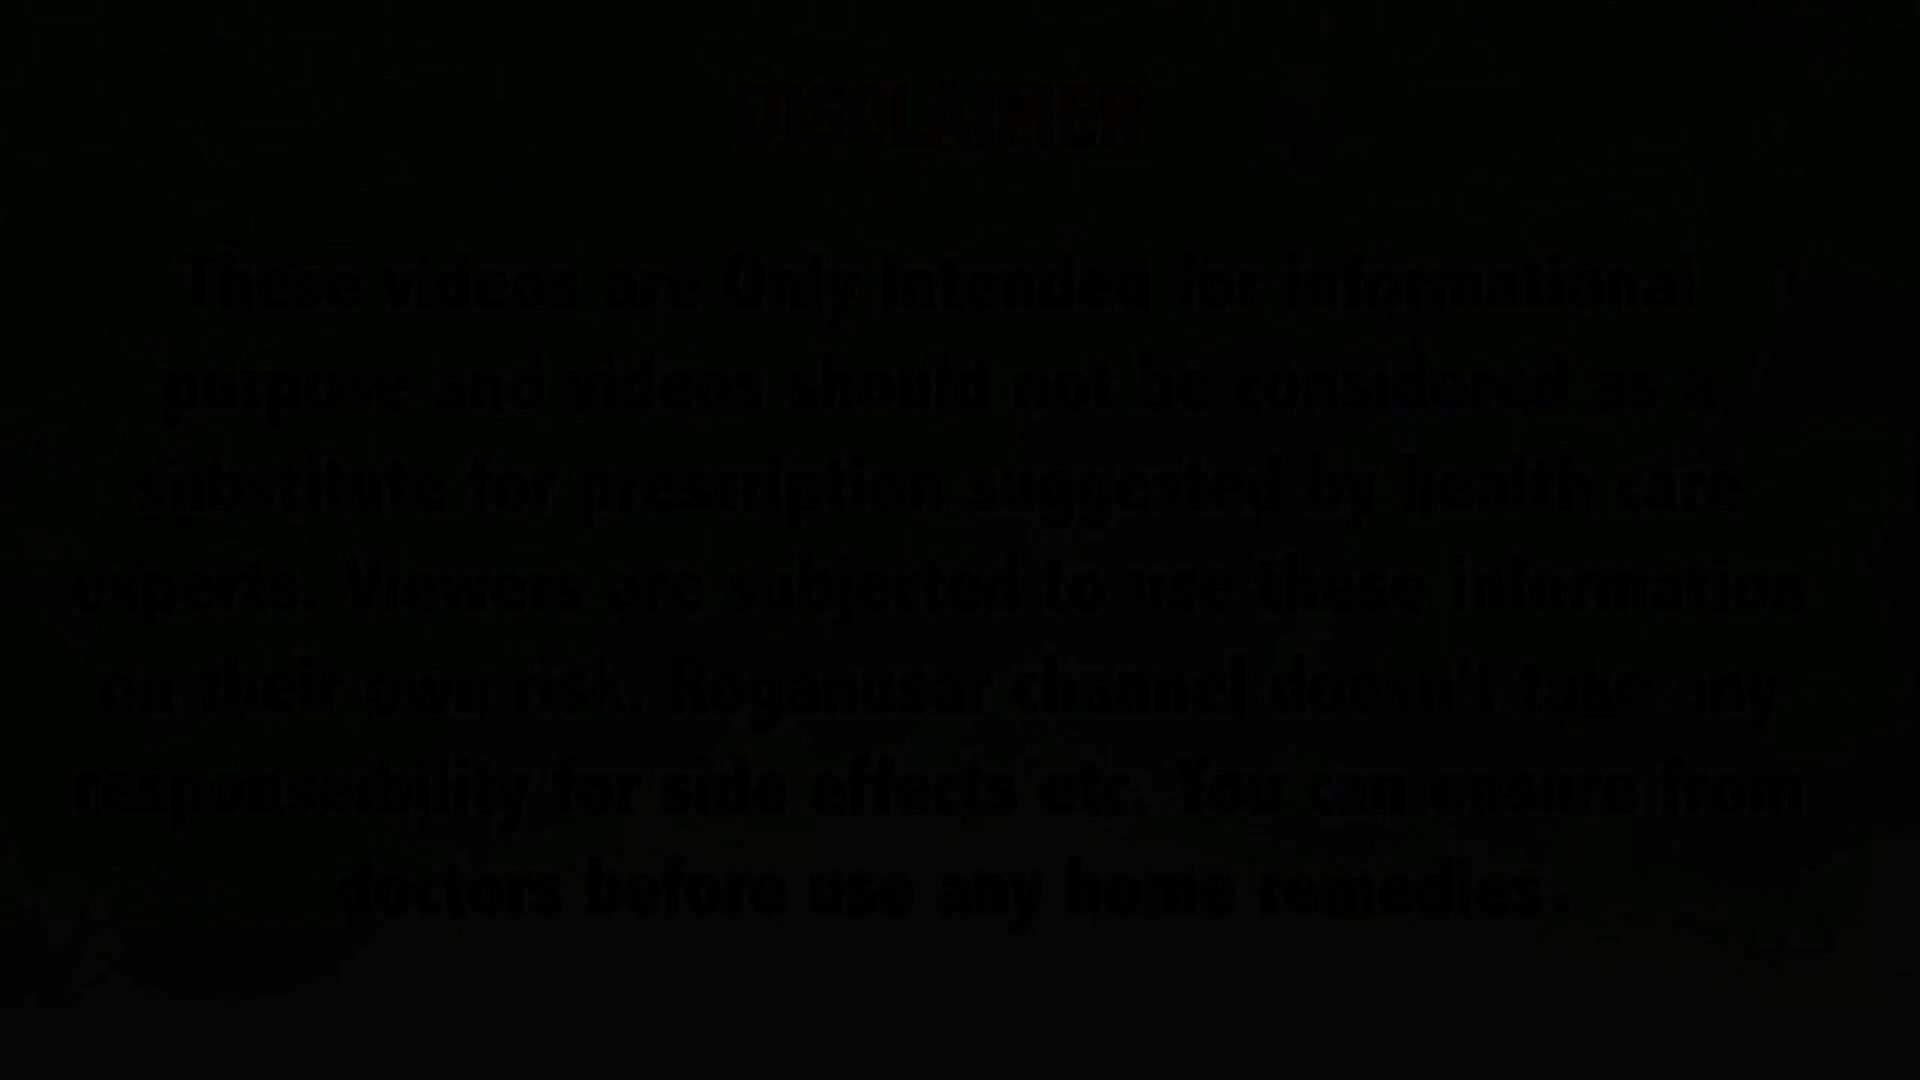 DISCLAIMER
These videos are Only intended for informational
purpose and videos should not be considered as a
substitute for prescription suggested by health care
experts. Viewers are subjected to use these information
on their own risk. Roganusar channel doesn't take any
responseibility for side effects etc. You can ensure from
doctors before use any home remedies.